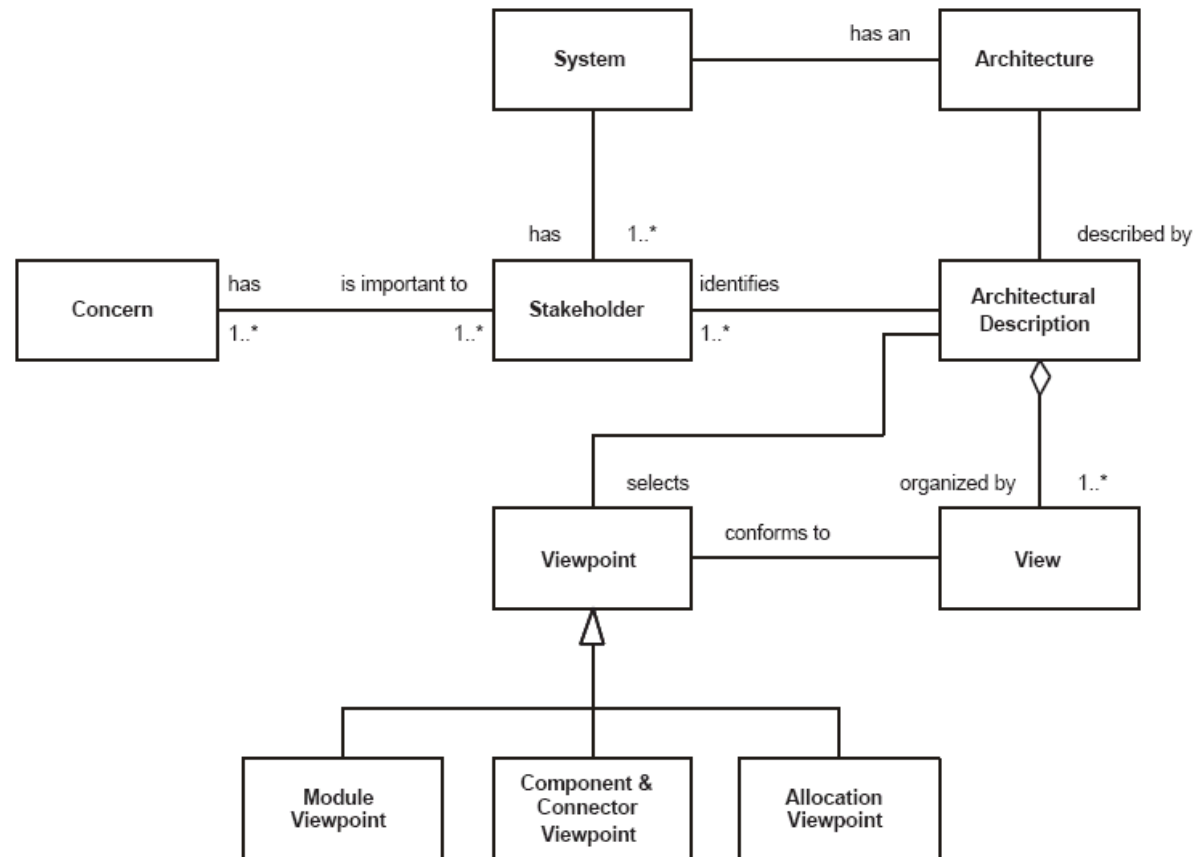 System
has an
Architecture
has
1..*
described by
Concern
has
is important to
1..*
1..*
Stakeholder
identifies
1..*
Architectural
Description
selects
organized by
1..*
Viewpoint
conforms to
View
Module
Viewpoint
Component &
Connector
Viewpoint
Allocation
Viewpoint